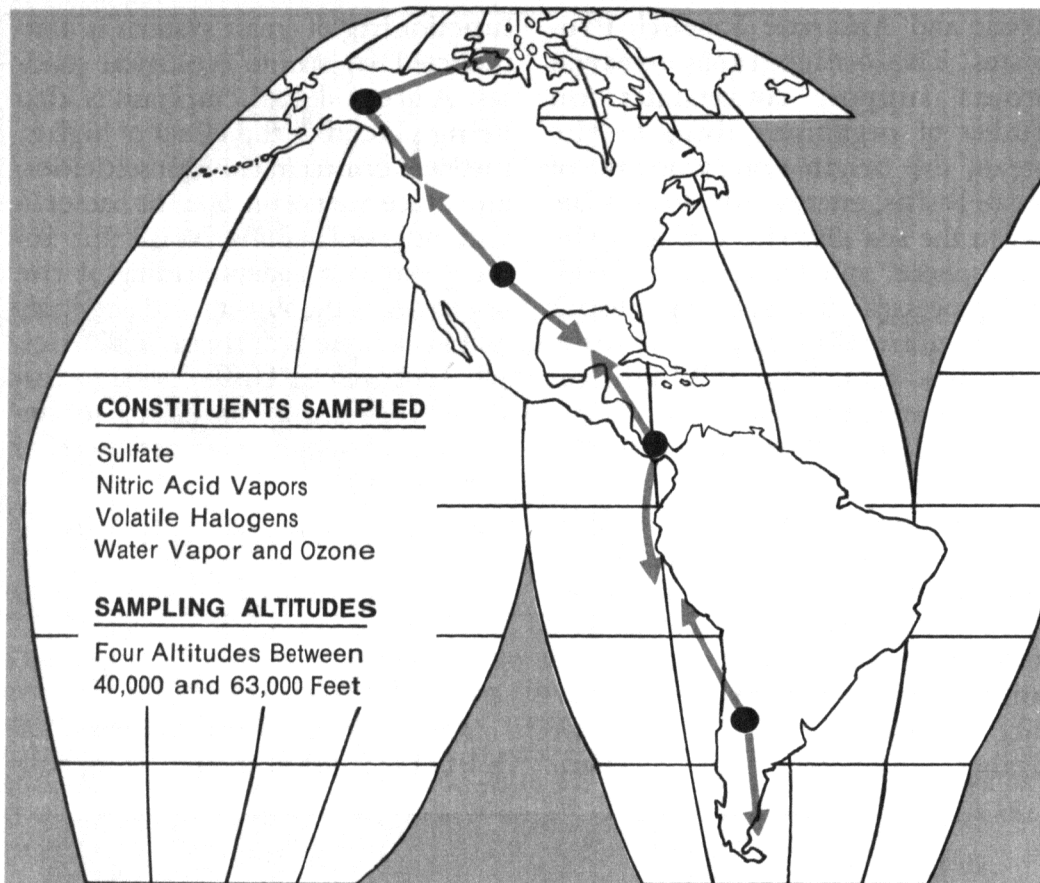 CONSTITUENTS SAMPLED
Sulfate
Nitric Acid Vapors
Volatile Halogens
Water Vapor and Ozone
SAMPLING ALTITUDES
Four Altitudes Between
40,000 and 63,000 Feet